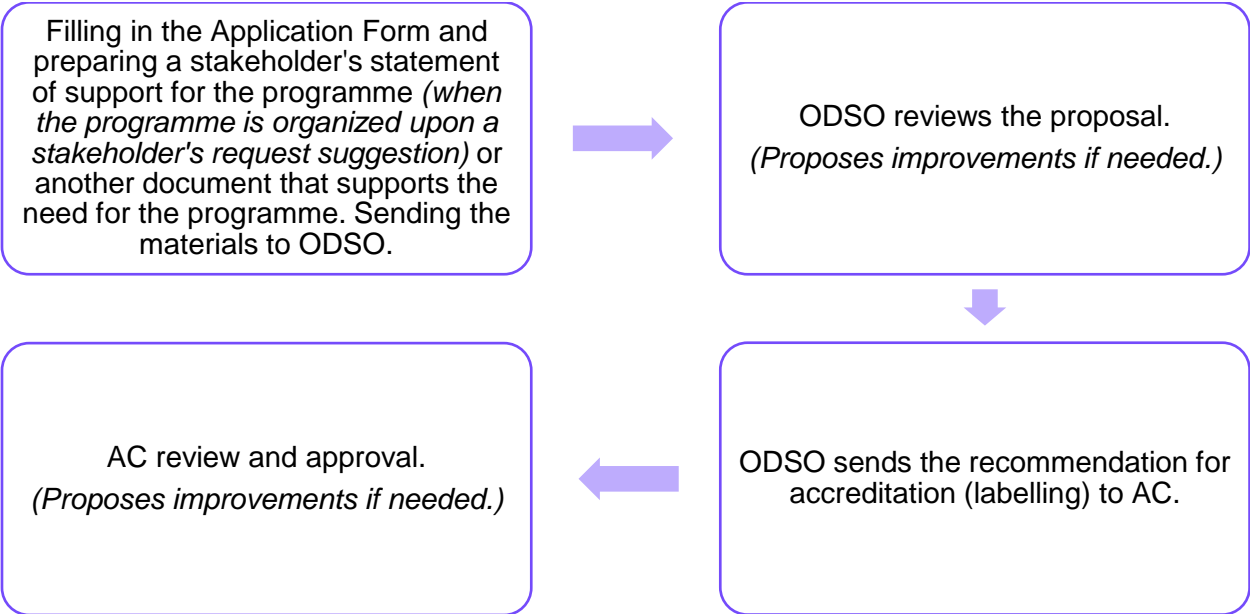 Filling in the Application Form and
preparing a stakeholder's statement
of support for the programme (when
the programme is organized upon a
stakeholder's request suggestion) or
another document that supports the
need for the programme. Sending the
materials to ODSO.
ODSO reviews the proposal.
(Proposes improvements if needed.)
ODSO sends the recommendation for
accreditation (labelling) to AC.
AC review and approval.
(Proposes improvements if needed.)